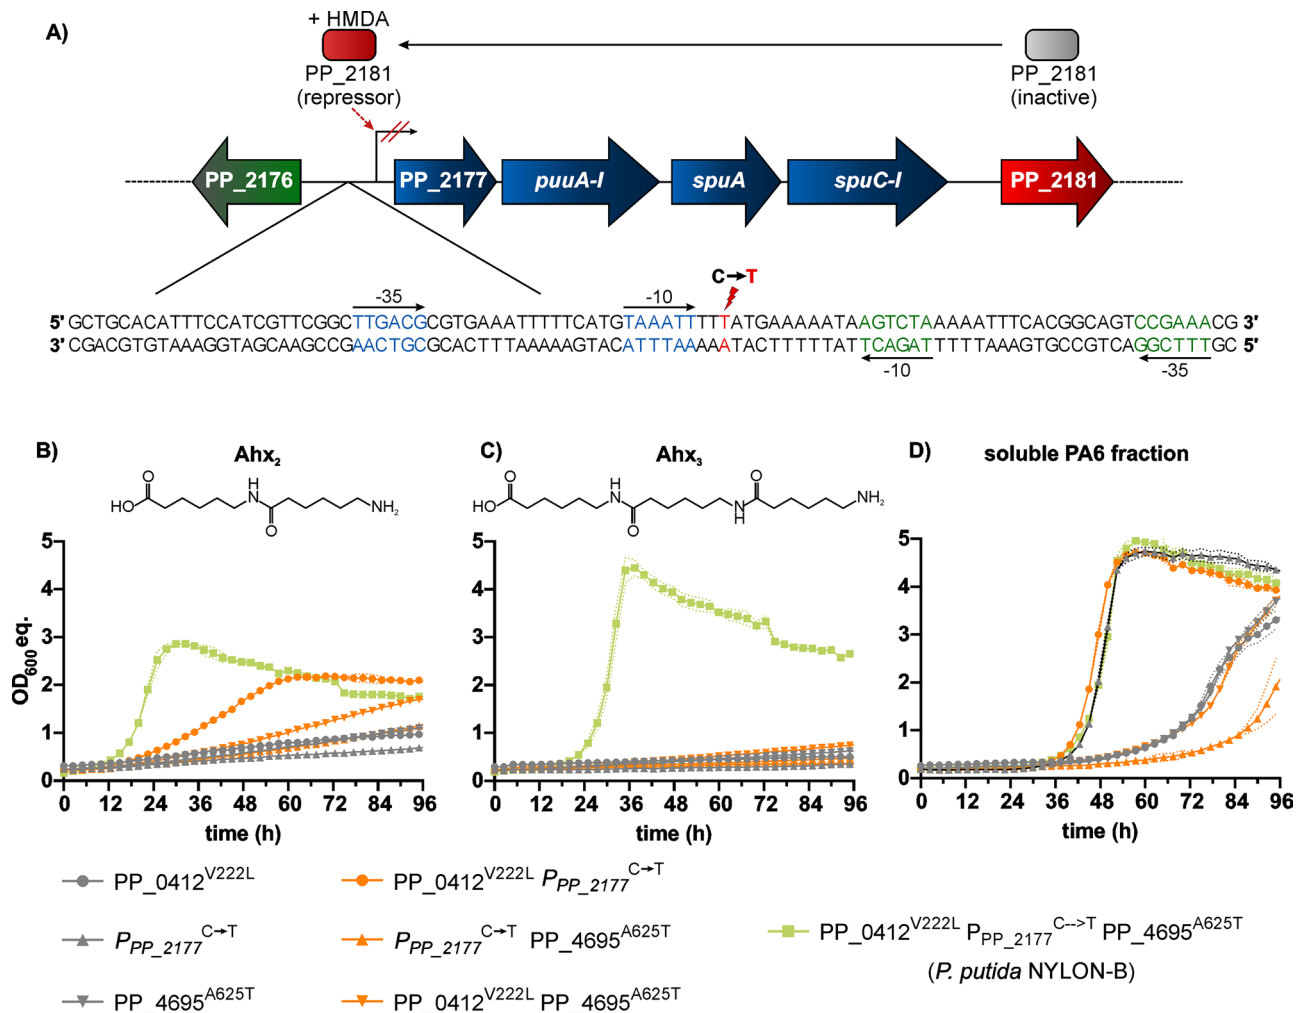 A)
+ HMDA
PP_2181
(repressor)
PP_2181
(inactive)
PP_2176
PP_2177
puuA-I
spuA
spuC-I
PP_2181
C→T
-35
-10
5' GCTGCACATTTCCATCGTTCGGCTTGACGCGTGAAATTTTTCATGTAAATTTTTATGAAAAATAAGTCTAAAAATTTCACGGCAGTCCGAAACG 3'
3' CGACGTGTAAAGGTAGCAAGCCGAACTGCGCACTTTAAAAAGTACATTTAAAAATACTTTTTATTCAGATTTTTAAAGTGCCGTCAGGCTTTGC 5'
-10
-35
B)
Ahx2
HO
O
H
N
O
NH2
C)
Ahx3
HO
O
H
N
O
N
H
O
NH2
D)
soluble PA6 fraction
OD600 eq.
5
4
3
2
1
0
0 12 24 36 48 60 72 84 96
time (h)
5
4
3
2
1
0
0 12 24 36 48 60 72 84 96
time (h)
5
4
3
2
1
0
0 12 24 36 48 60 72 84 96
time (h)
PP_0412V222L
PP_0412V222L PPP_2177C→T
PPP_2177C→T
PPP_2177C→T PP_4695A625T
PP_0412V222L PPP_2177C-->T PP_4695A625T
(P. putida NYLON-B)
PP_4695A625T
PP_0412V222L PP_4695A625T